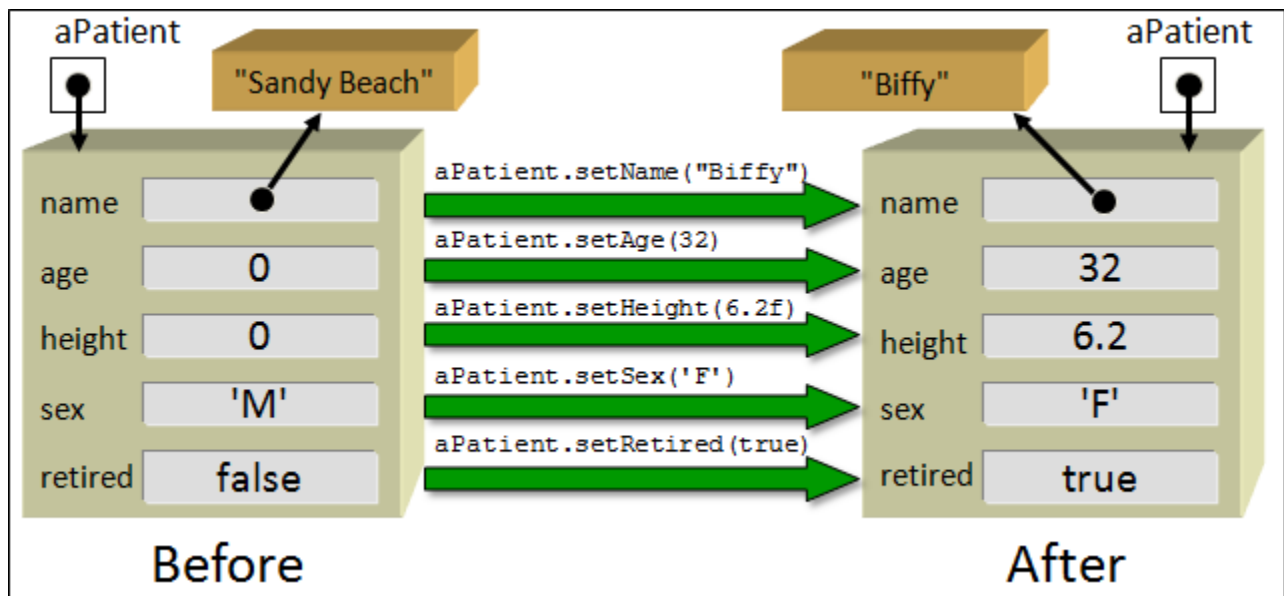 aPatient
"Sandy Beach"
"Biffy"
aPatient
aPatient.setName("Biffy")
name
name
aPatient.setAge(32)
age 0
age 32
aPatient.setHeight(6.2f)
height 0
height 6.2
aPatient.setSex('F')
sex 'M'
sex 'F'
aPatient.setRetired(true)
retired false
retired true
Before
After